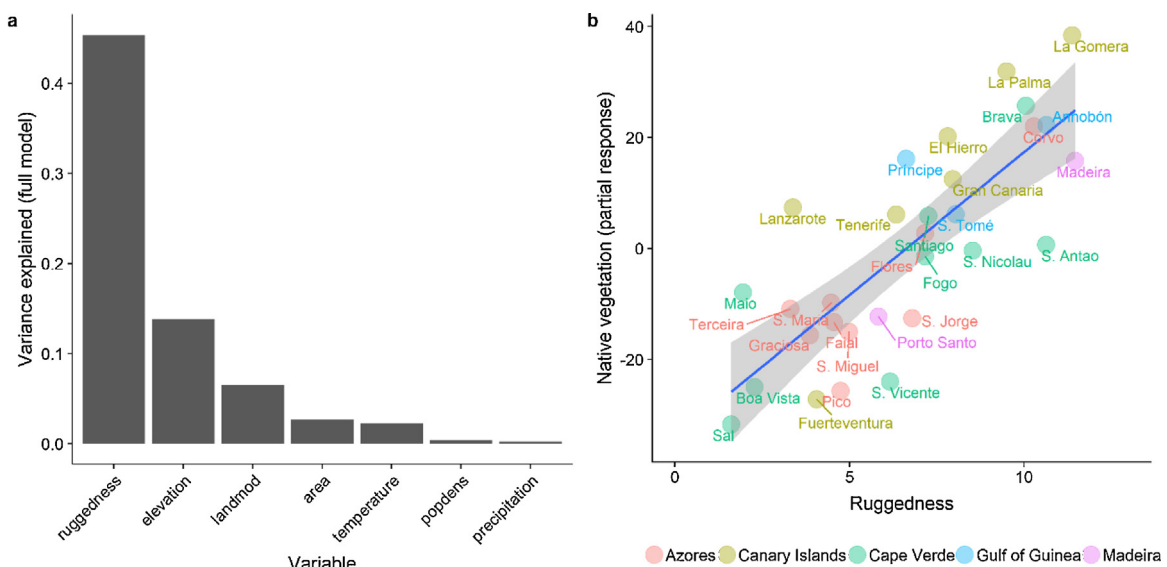 a
Variance explained (full model)
0.4
0.3
0.2
0.1
0.0
ruggedness
elevation
landmod
area
temperature
popdens
precipitation
Variable
b
Native vegetation (partial response)
40
20
0
-20
La Gomera
La Palma
Brava
Annobón
Corvo
El Hierro
Príncipe
Madeira
Gran Canaria
Lanzarote
Tenerife
S. Tomé
Santiago
Flores
S. Nicolau
S. Antao
Fogo
Maio
Terceira
S. Maria
S. Jorge
Graciosa
Faial
Porto Santo
S. Miguel
Boa Vista
Pico
S. Vicente
Fuerteventura
Sal
0
5
10
Ruggedness
Azores
Canary Islands
Cape Verde
Gulf of Guinea
Madeira